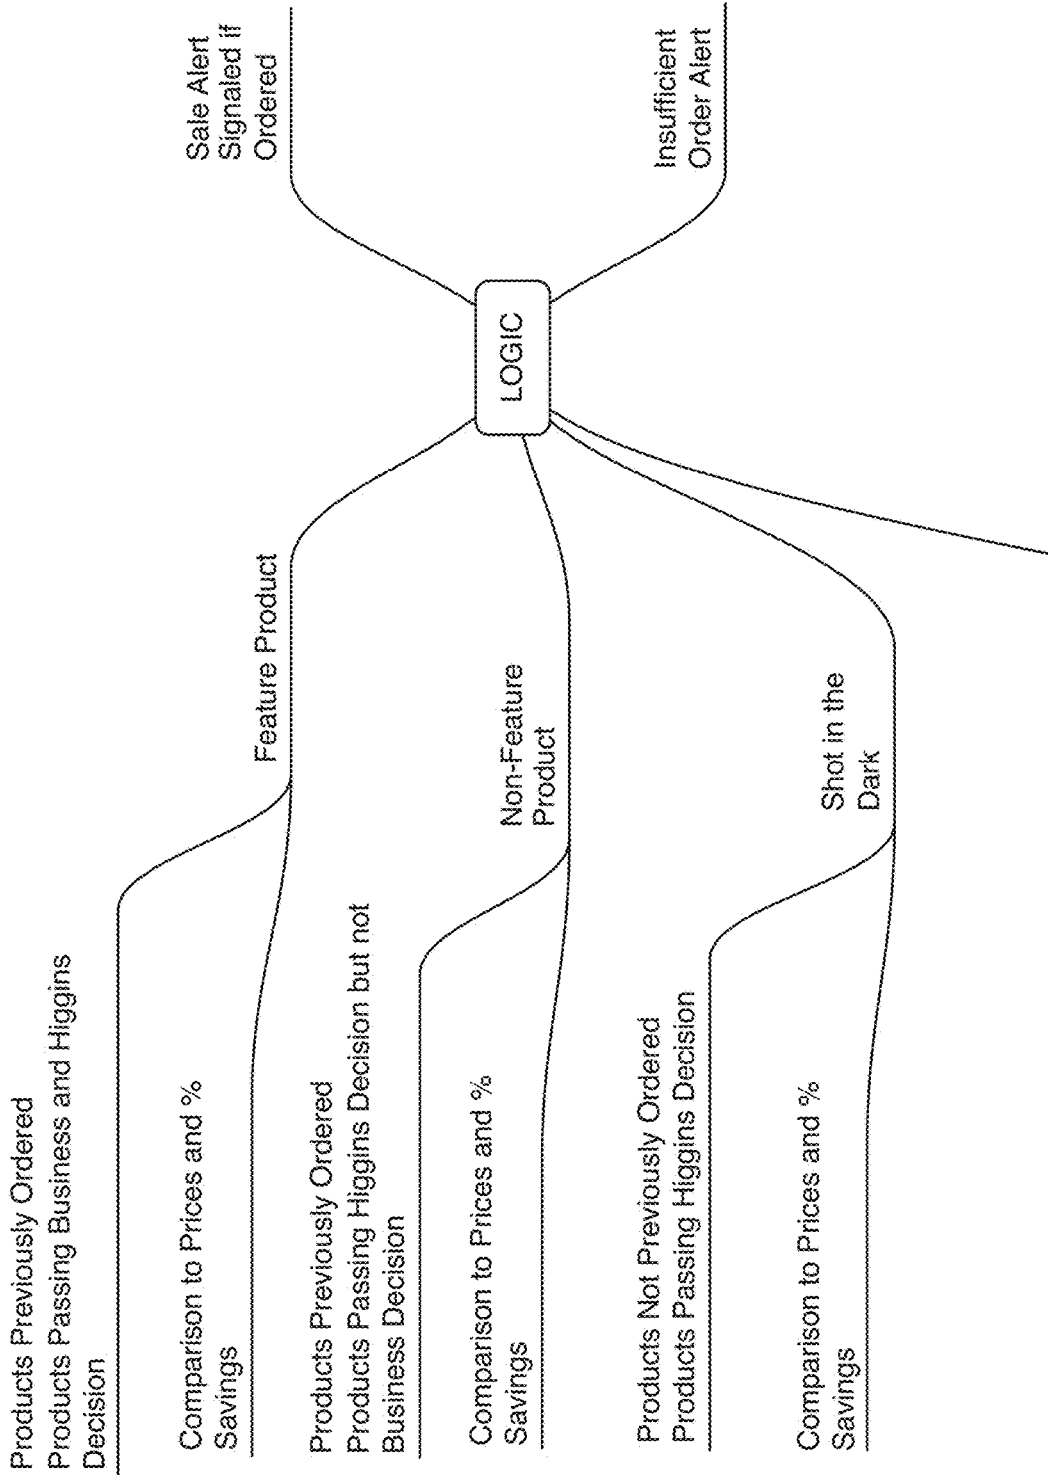 Products Previously Ordered
Products Passing Business and Higgins
Decision
Comparison to Prices and %
Savings
Feature Product
Sale Alert
Signaled if
Ordered
Products Previously Ordered
Products Passing Higgins Decision but not
Business Decision
Comparison to Prices and %
Savings
Non-Feature
Product
LOGIC
Insufficient
Order Alert
Products Not Previously Ordered
Products Passing Higgins Decision
Comparison to Prices and %
Savings
Shot in the
Dark